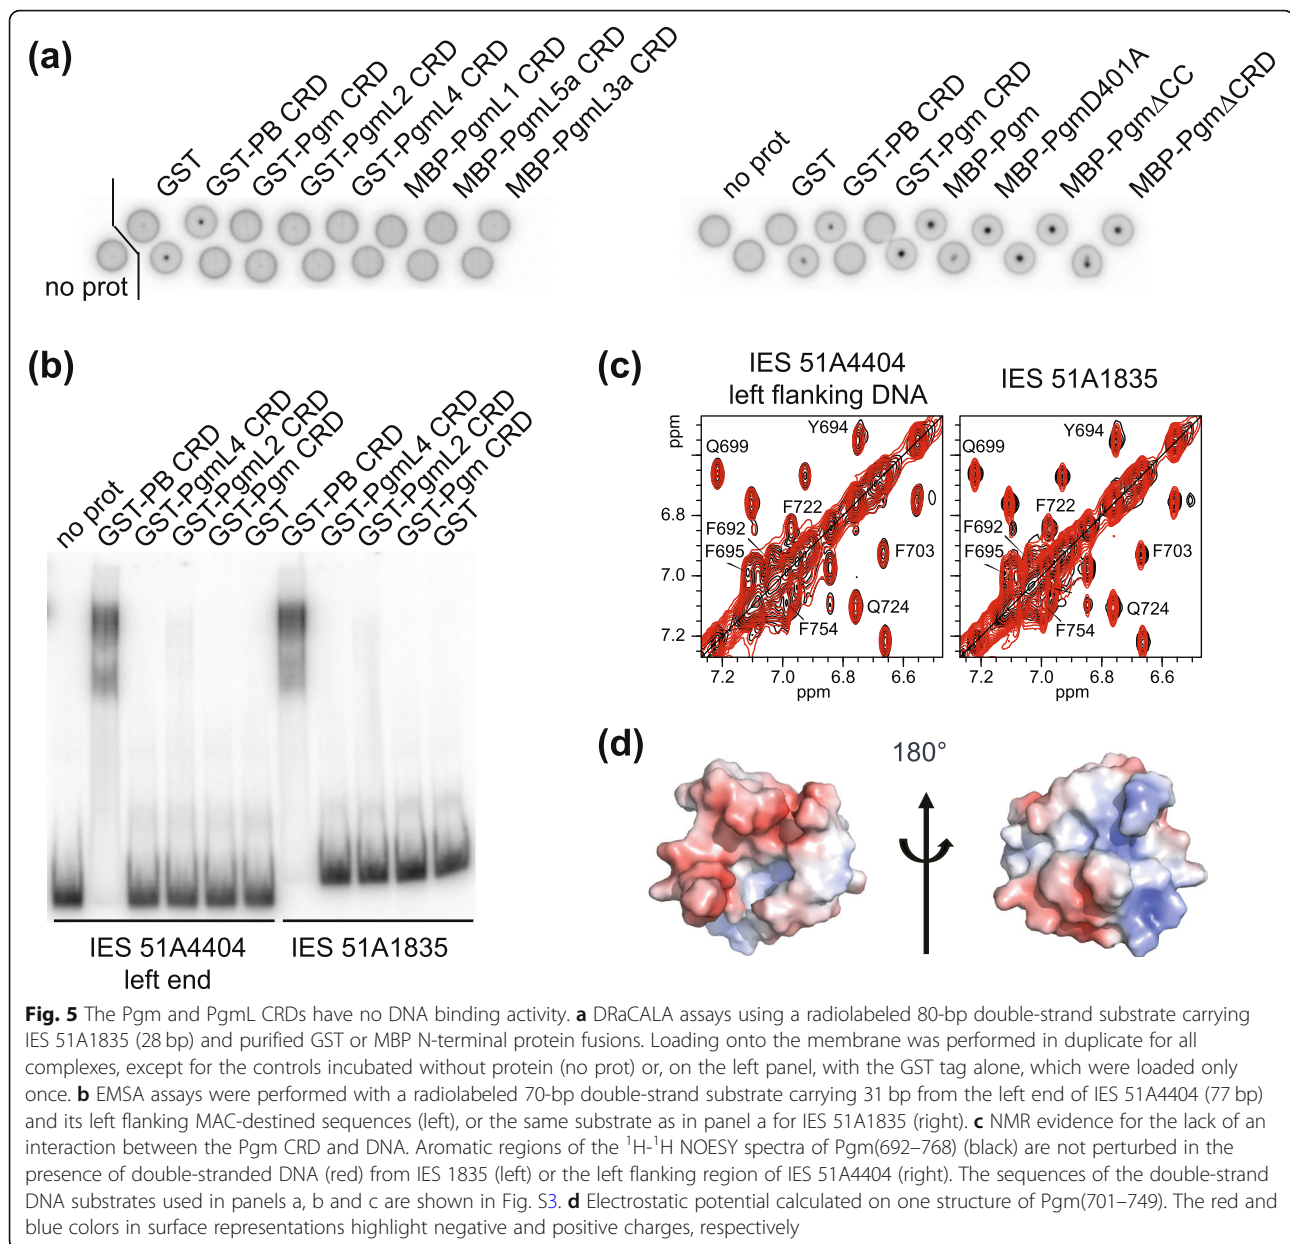 (a)
GST
GST-PB CRD
GST-Pgm CRD
GST-PgmL2 CRD
GST-PgmL4 CRD
MBP-PgmL1 CRD
MBP-PgmL5a CRD
MBP-PgmL3a CRD
no prot
no prot
GST
GST-PB CRD
GST-Pgm CRD
MBP-Pgm
MBP-PgmD401A
MBP-Pgm∆CC
MBP-Pgm∆CRD
(b)
no prot
GST-PB CRD
GST-PgmL4 CRD
GST-PgmL2 CRD
GST-Pgm CRD
GST
GST-PB CRD
GST-PgmL4 CRD
GST-PgmL2 CRD
GST-Pgm CRD
GST
IES 51A4404
left end
IES 51A1835
(c)
IES 51A4404
left flanking DNA
IES 51A1835
ppm
6.8
7.0
7.2
Q699
Y694
F722
F692
F695
F703
Q724
F754
7.2 7.0 6.8 6.6
ppm
ppm
6.8
7.0
7.2
Q699
Y694
F722
F692
F695
F703
Q724
F754
7.2 7.0 6.8 6.6
ppm
(d)
180°
Fig. 5 The Pgm and PgmL CRDs have no DNA binding activity. a DRaCALA assays using a radiolabeled 80-bp double-strand substrate carrying
IES 51A1835 (28 bp) and purified GST or MBP N-terminal protein fusions. Loading onto the membrane was performed in duplicate for all
complexes, except for the controls incubated without protein (no prot) or, on the left panel, with the GST tag alone, which were loaded only
once. b EMSA assays were performed with a radiolabeled 70-bp double-strand substrate carrying 31 bp from the left end of IES 51A4404 (77 bp)
and its left flanking MAC-destined sequences (left), or the same substrate as in panel a for IES 51A1835 (right). c NMR evidence for the lack of an
interaction between the Pgm CRD and DNA. Aromatic regions of the ¹H-¹H NOESY spectra of Pgm(692–768) (black) are not perturbed in the
presence of double-stranded DNA (red) from IES 1835 (left) or the left flanking region of IES 51A4404 (right). The sequences of the double-strand
DNA substrates used in panels a, b and c are shown in Fig. S3. d Electrostatic potential calculated on one structure of Pgm(701–749). The red and
blue colors in surface representations highlight negative and positive charges, respectively